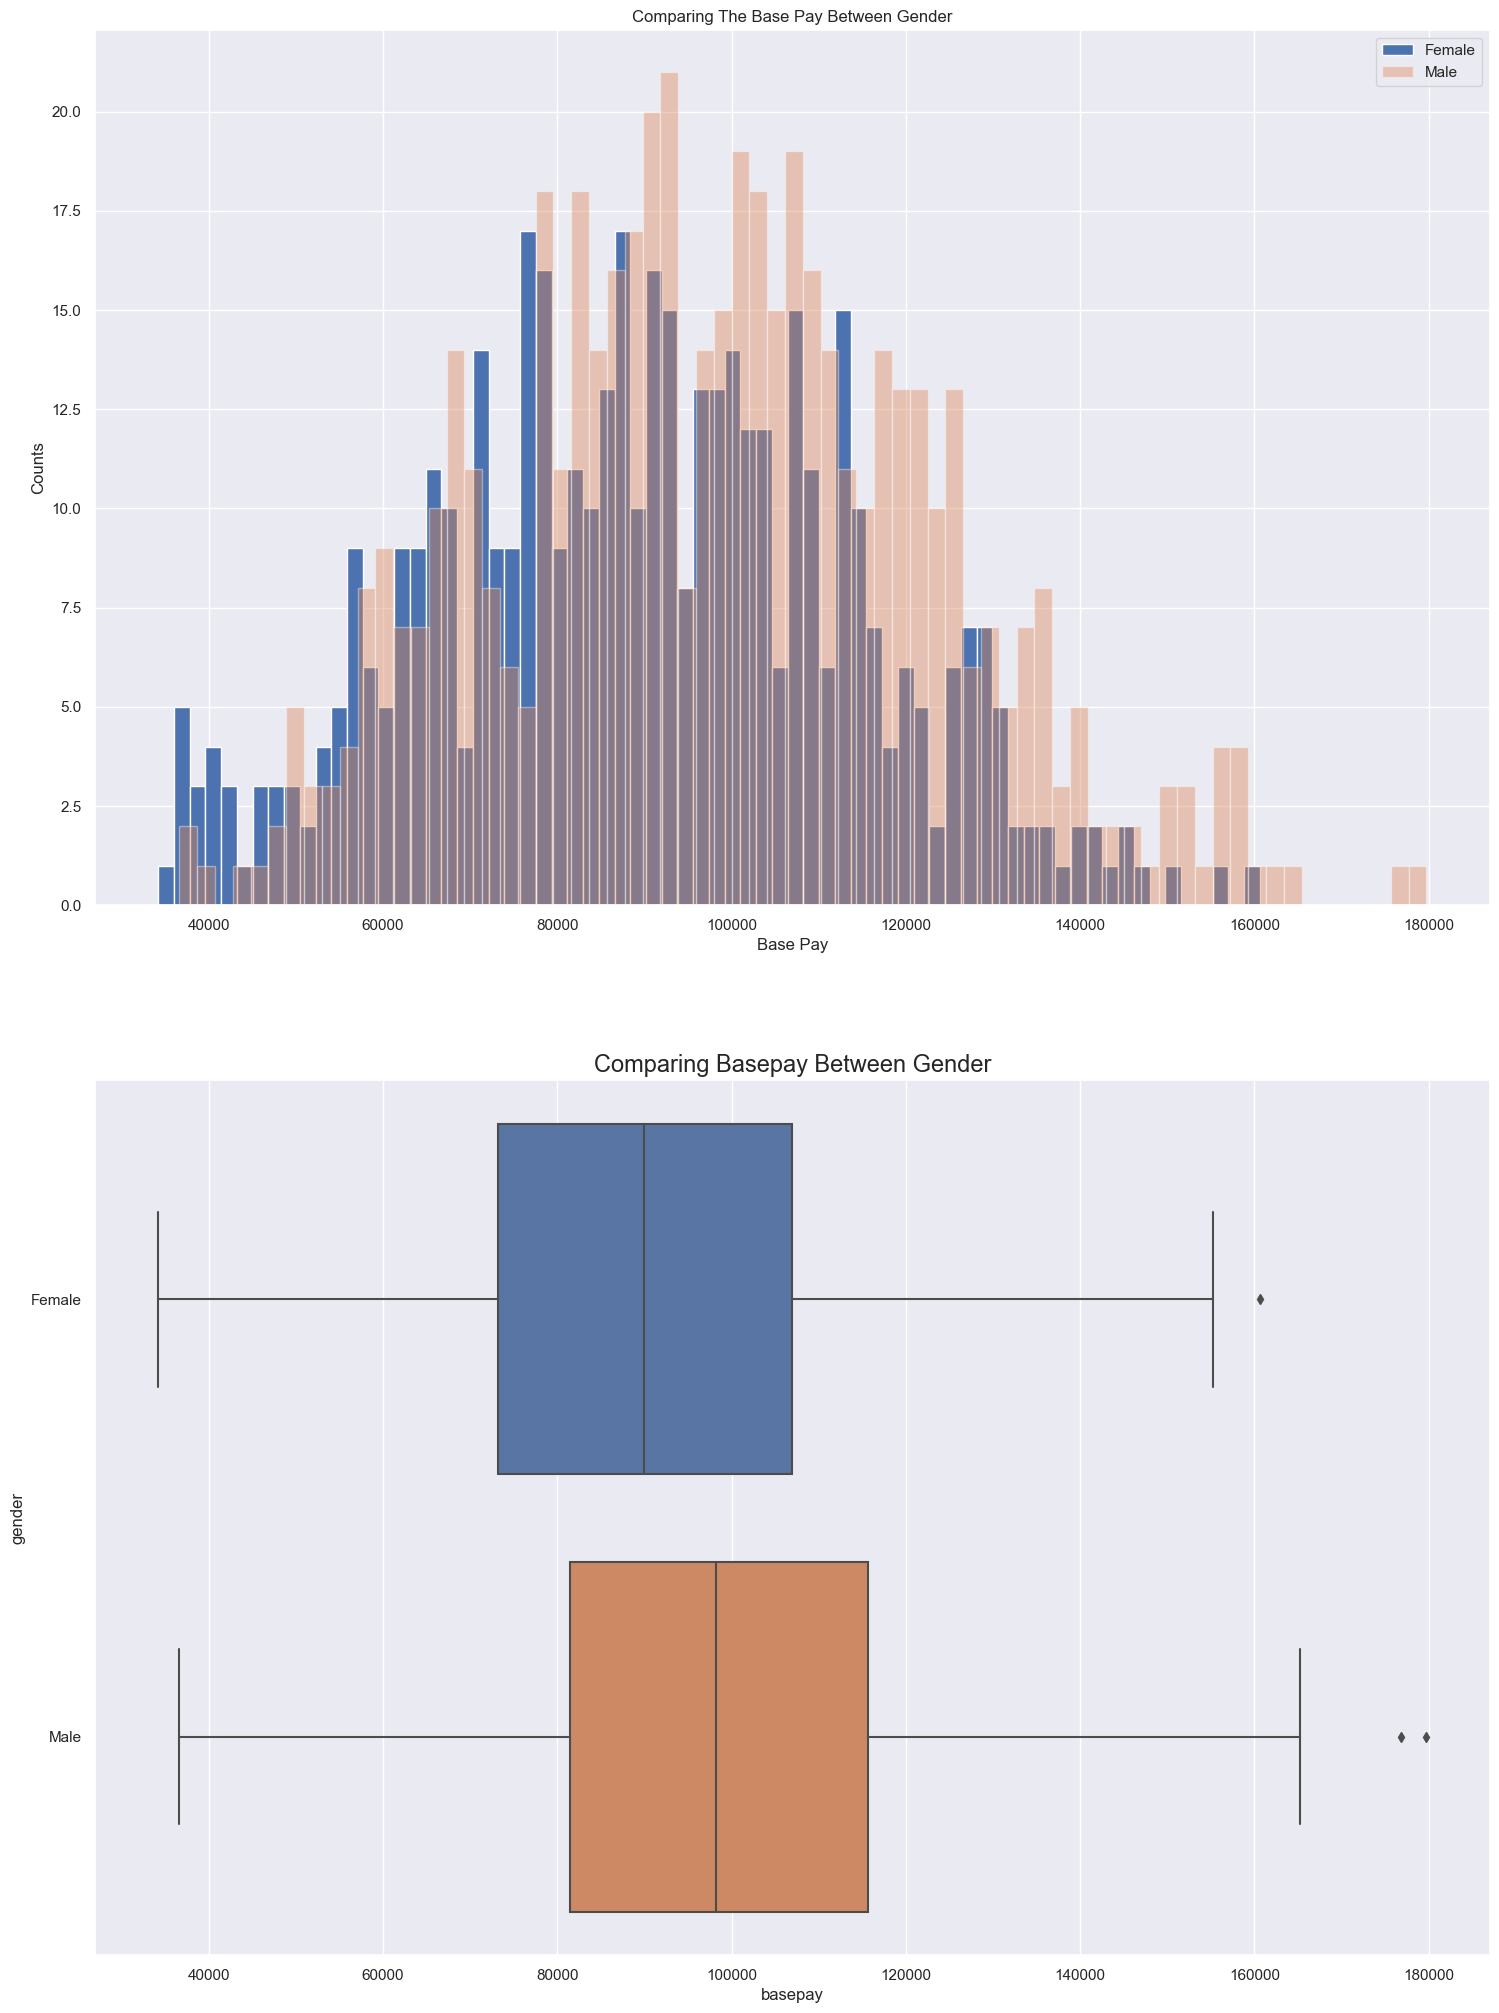 Comparing The Base Pay Between Gender
Female
Male
20.0
17.5
15.0
12.5
10.0
7.5
5.0
2.5
0.0
Counts
40000 60000 80000 100000 120000 140000 160000 180000
Base Pay
Comparing Basepay Between Gender
Female
Male
gender
40000 60000 80000 100000 120000 140000 160000 180000
basepay